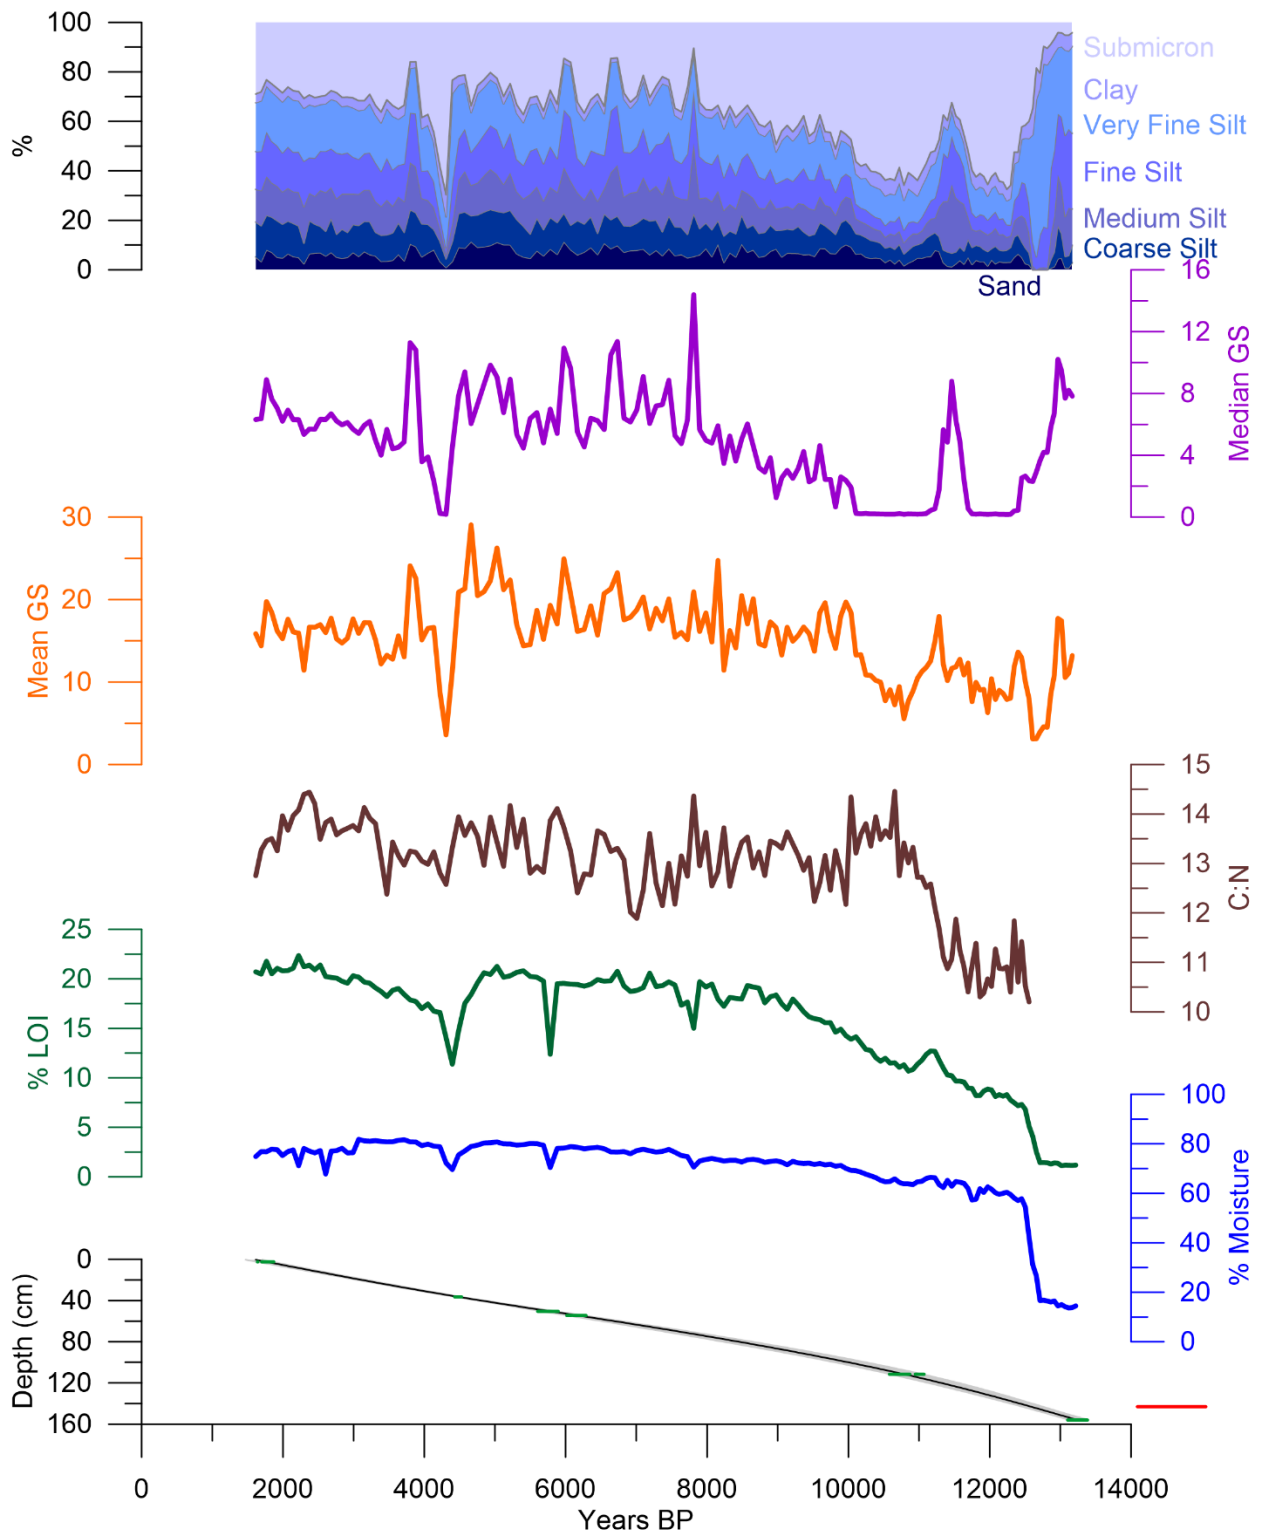 100
80
60
40
20
0
%
Submicron
Clay
Very Fine Silt
Fine Silt
Medium Silt
Coarse Silt
Sand
16
12
8
4
0
Median GS
30
20
10
0
Mean GS
15
14
13
12
11
10
C:N
25
20
15
10
5
0
% LOI
100
80
60
40
20
0
% Moisture
0
40
80
120
160
Depth (cm)
0 2000 4000 6000 8000 10000 12000 14000
Years BP